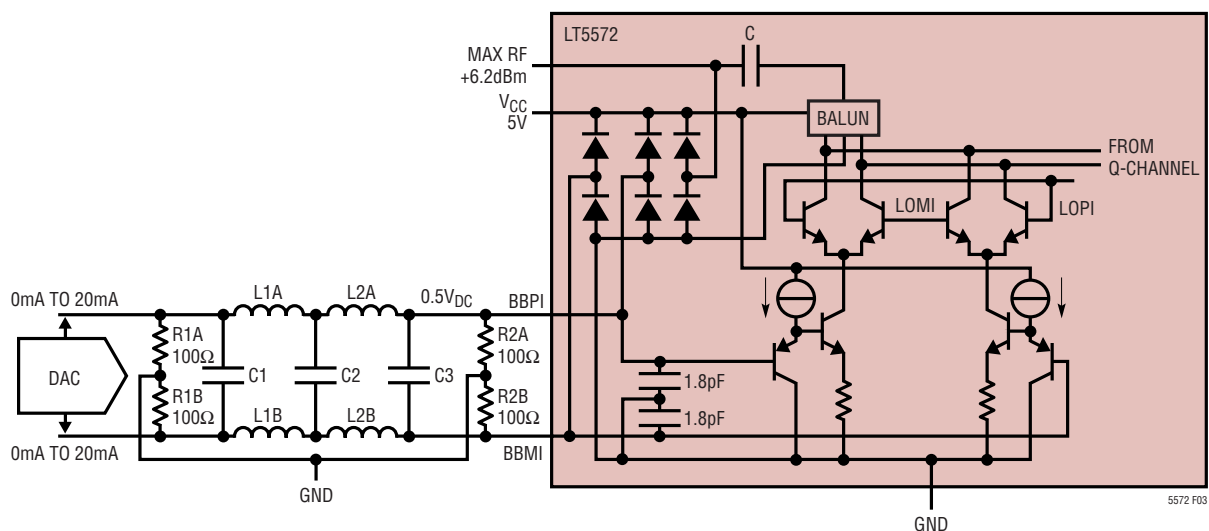 LT5572
C
MAX RF
+6.2dBm
VCC
5V
BALUN
FROM
Q-CHANNEL
LOMI
LOPI
0mA TO 20mA
L1A
L2A
0.5VDC
BBPI
R1A
100Ω
R2A
100Ω
DAC
C1
C2
C3
1.8pF
R1B
100Ω
R2B
100Ω
1.8pF
L1B
L2B
0mA TO 20mA
BBMI
GND
5572 F03
GND